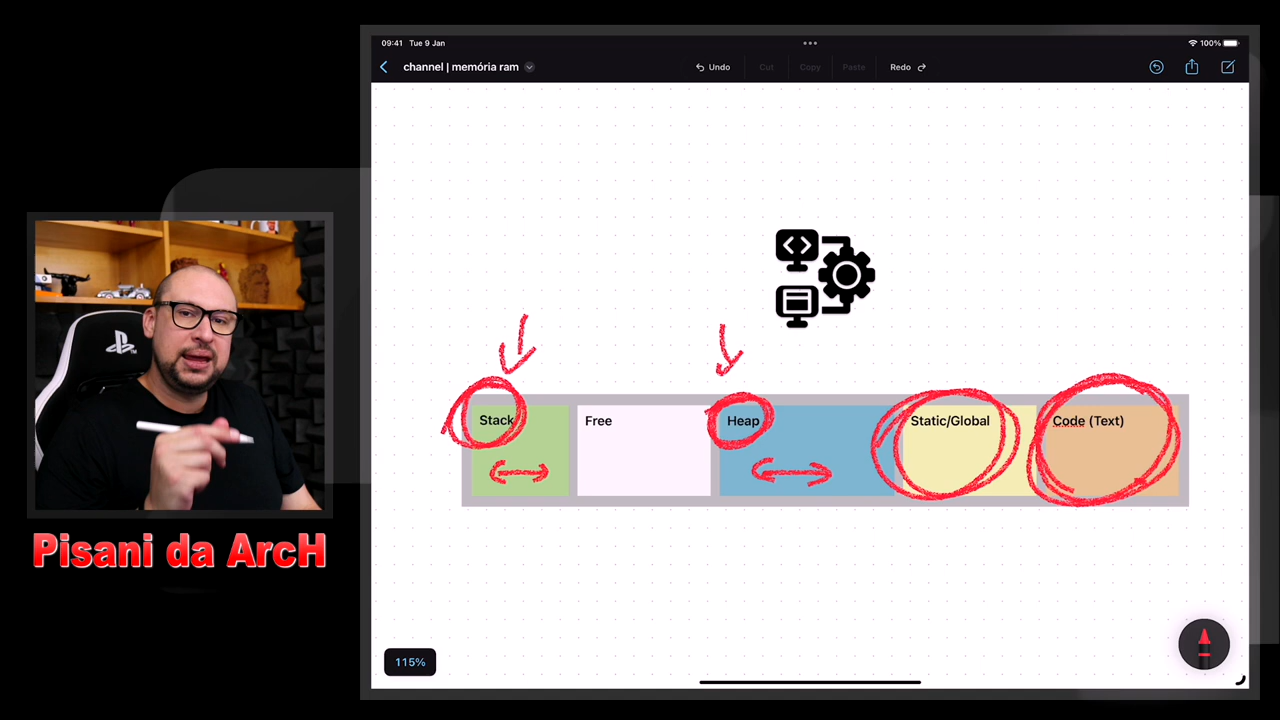 09:41 Tue 9 Jan
100%
channel | memória ram
Undo
Cut
Copy
Paste
Redo
Stack
Free
Heap
Static/Global
Code (Text)
Pisani da ArcH
115%